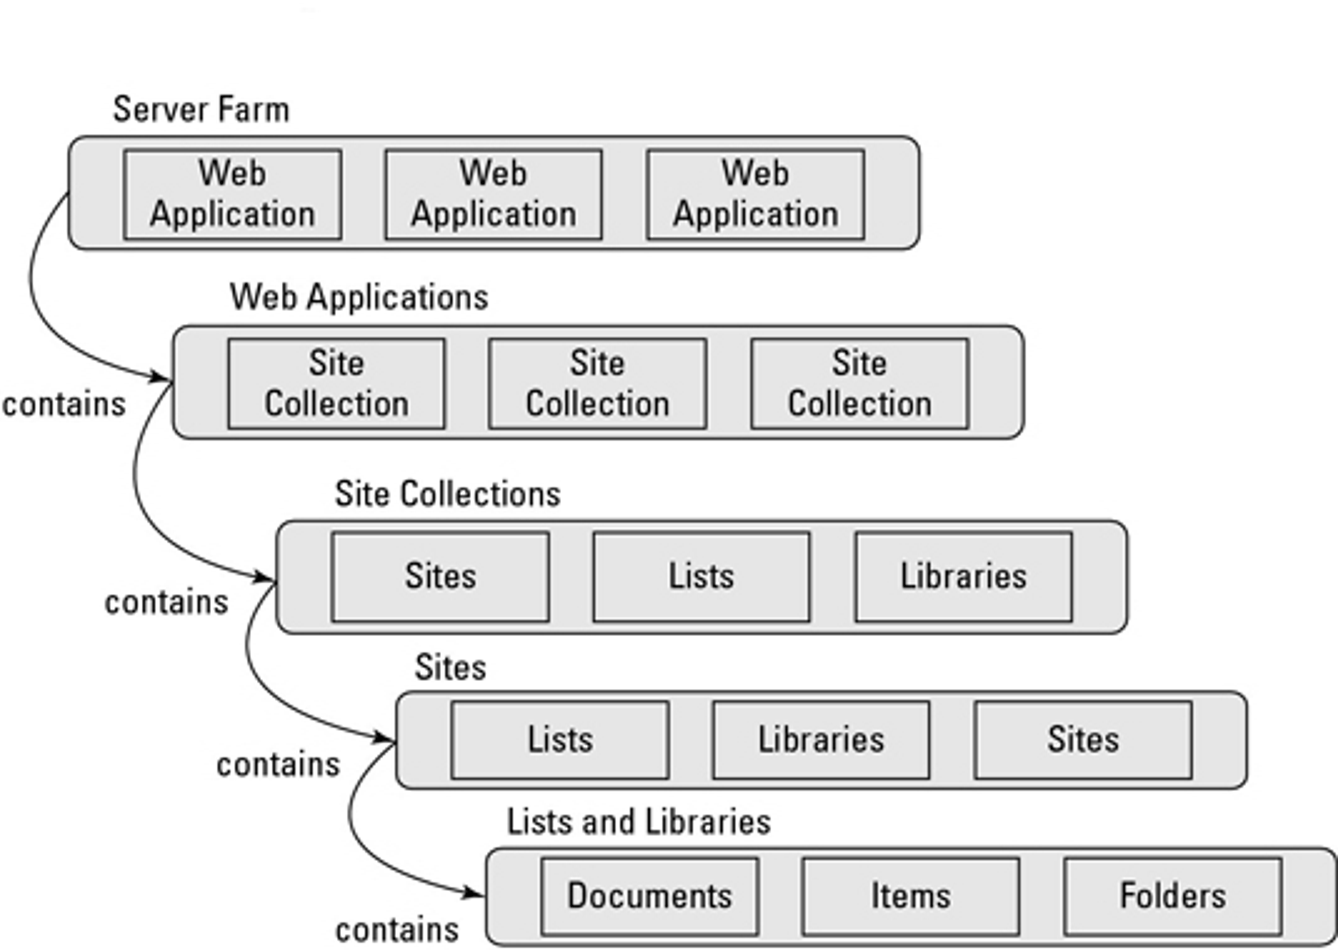 Server Farm
Web Application
Web Application
Web Application
Web Applications
contains
Site Collection
Site Collection
Site Collection
Site Collections
contains
Sites
Lists
Libraries
Sites
contains
Lists
Libraries
Sites
Lists and Libraries
contains
Documents
Items
Folders